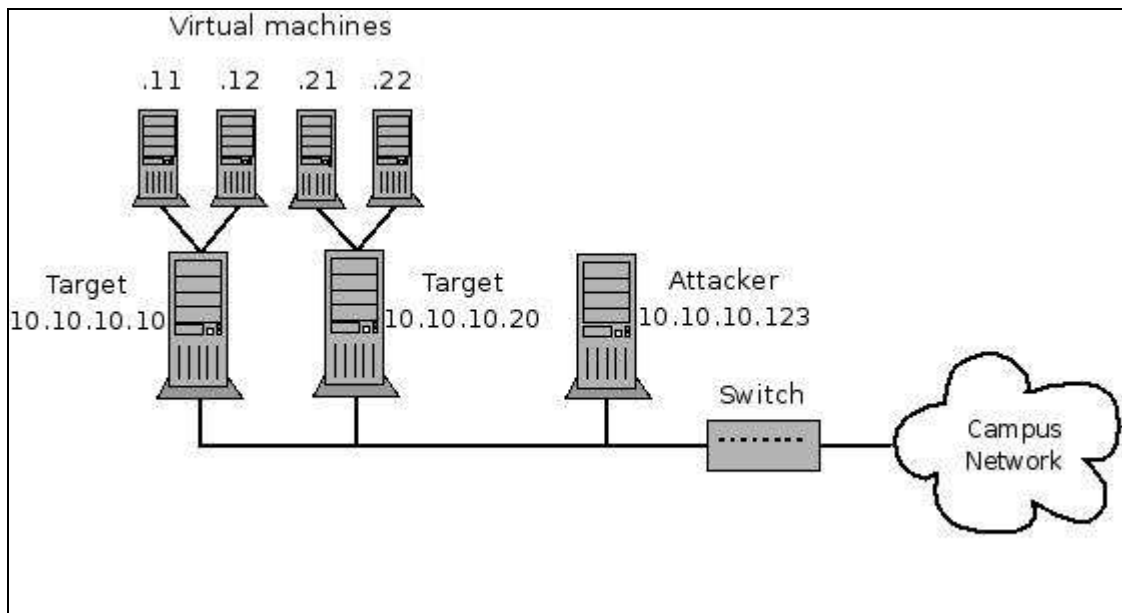 Virtual machines
.11 .12 .21 .22
Target
10.10.10.10
Target
10.10.10.20
Attacker
10.10.10.123
Switch
Campus
Network